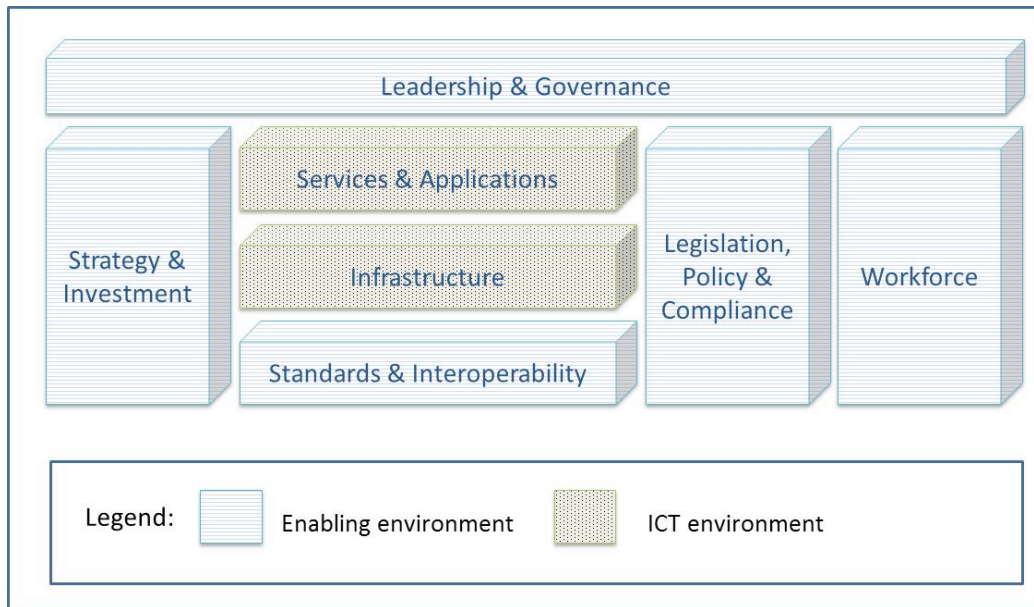 Leadership & Governance
Services & Applications
Strategy &
Investment
Infrastructure
Legislation,
Policy &
Compliance
Workforce
Standards & Interoperability
Legend:
Enabling environment
ICT environment